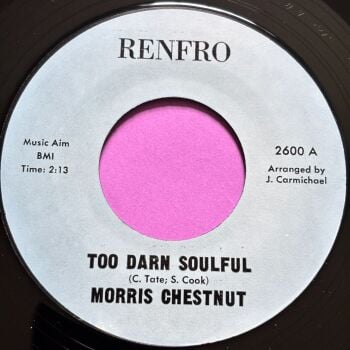 RENFRO
Music Aim
BMI
Time: 2:13
2600 A
Arranged by
J. Carmichael
TOO DARN SOULFUL
(C. Tate; S. Cook)
MORRIS CHESTNUT